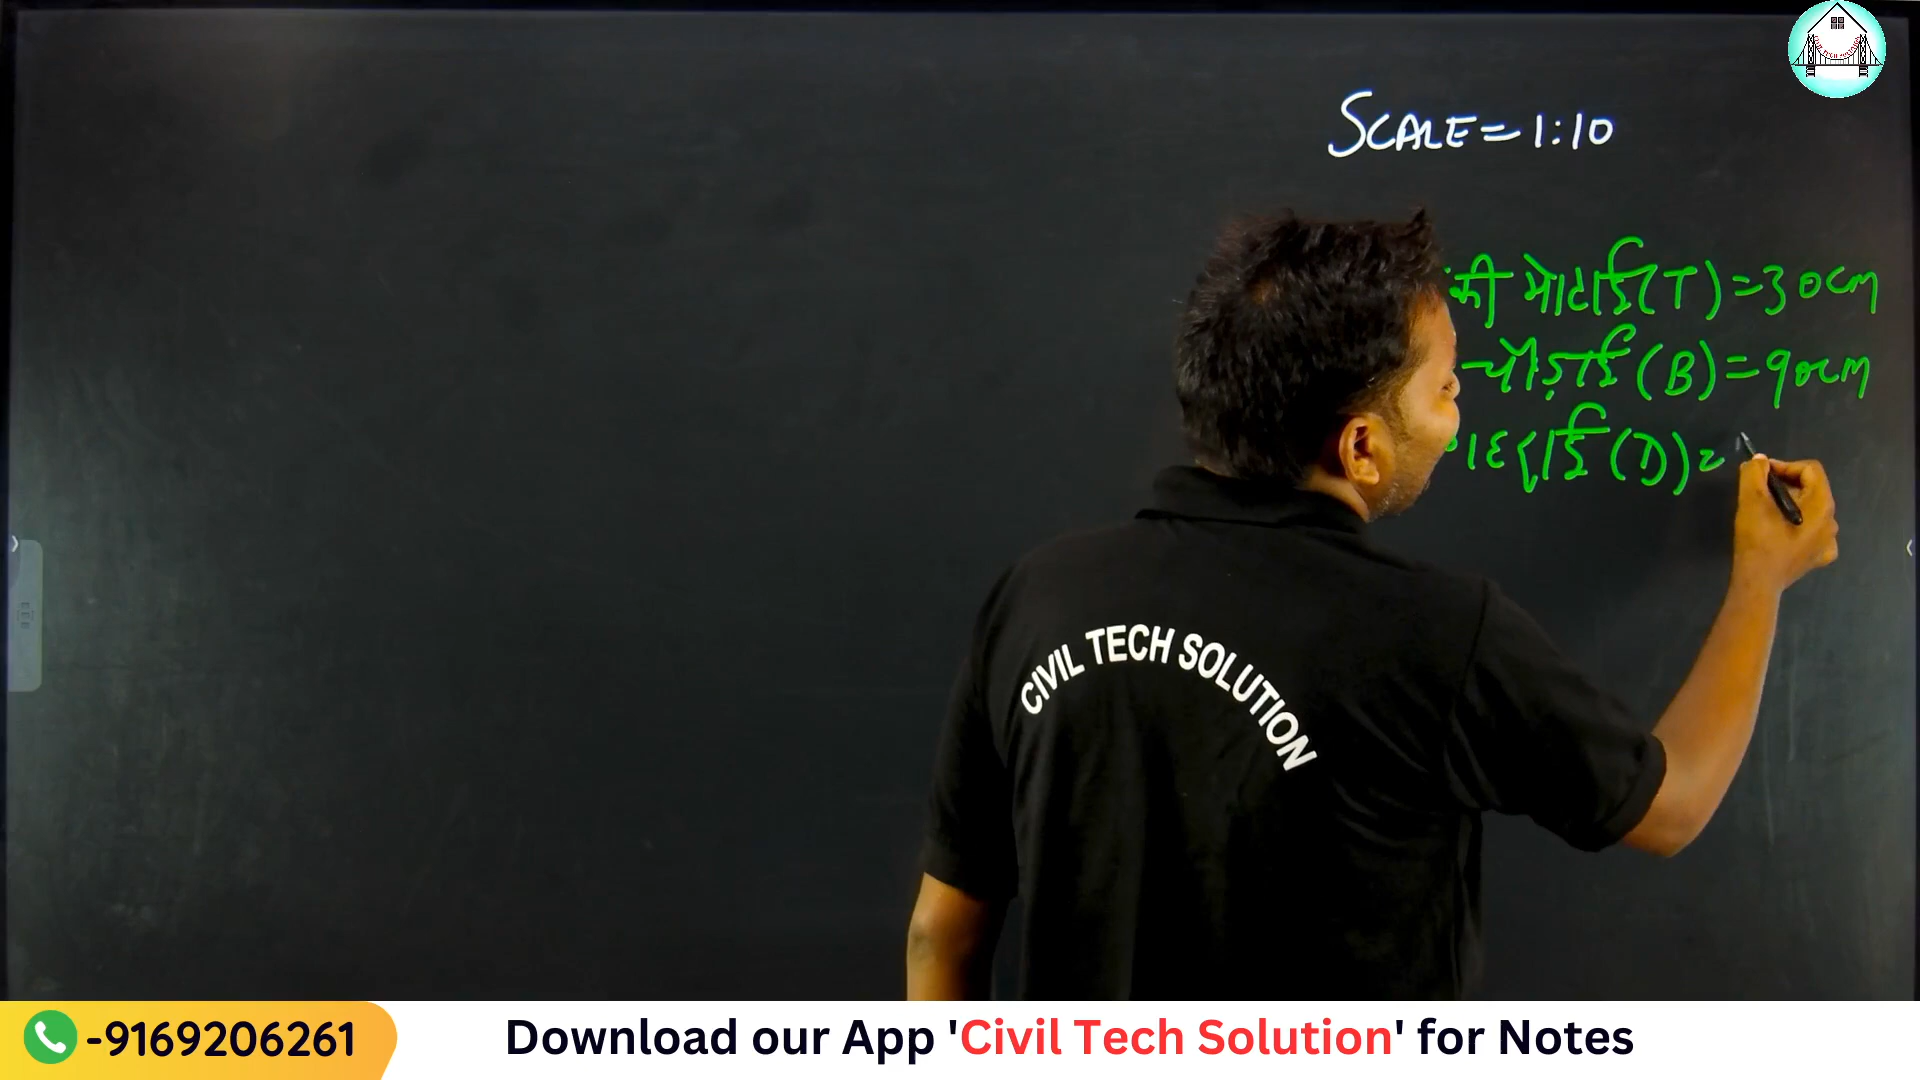 SCALE = 1:10
की मोटाई (T) = 30cm
चौड़ाई (B) = 90cm
(D) =
CIVIL TECH SOLUTION
-9169206261
Download our App 'Civil Tech Solution' for Notes